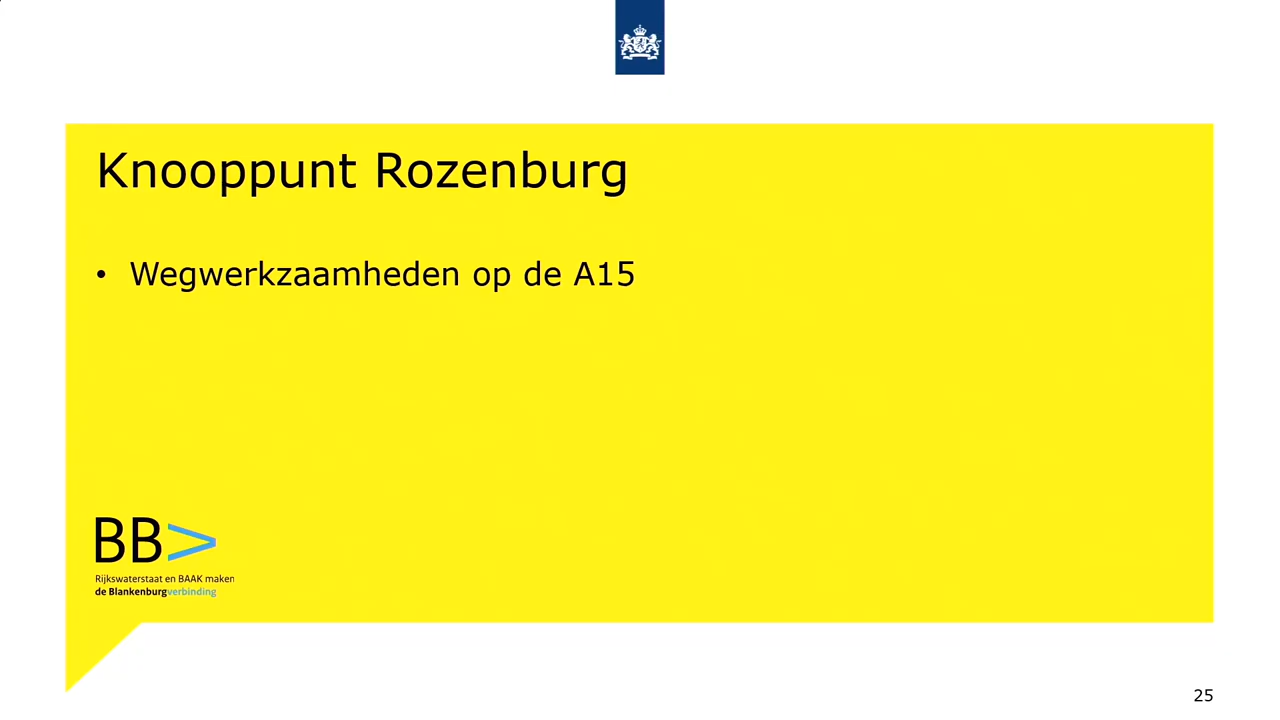 Knooppunt Rozenburg
• Wegwerkzaamheden op de A15
BB>
Rijkswaterstaat en BAAK maken
de Blankenburgverbinding
25